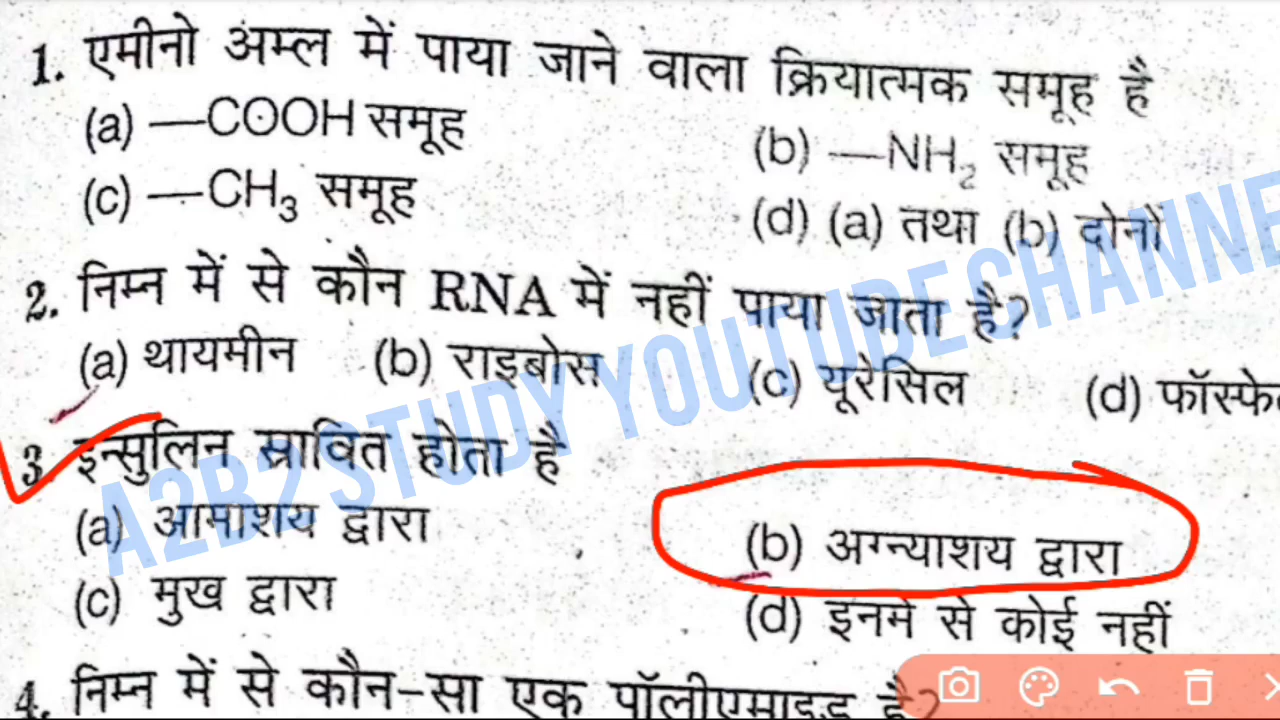 1. एमीनो अम्ल में पाया जाने वाला क्रियात्मक समूह है
(a) —COOH समूह (b) —NH₂ समूह
(c) —CH₃ समूह (d) (a) तथा (b) दोनों
2. निम्न में से कौन RNA में नहीं पाया जाता है?
(a) थायमीन (b) राइबोस (c) यूरेसिल (d) फॉस्फे
3. इन्सुलिन स्रावित होता है
(a) आमाशय द्वारा (b) अग्न्याशय द्वारा
(c) मुख द्वारा (d) इनमे से कोई नहीं
4. निम्न में से कौन-सा एक पॉलीएमाइड है?
A2BZ STUDY YOUTUBE CHANNE